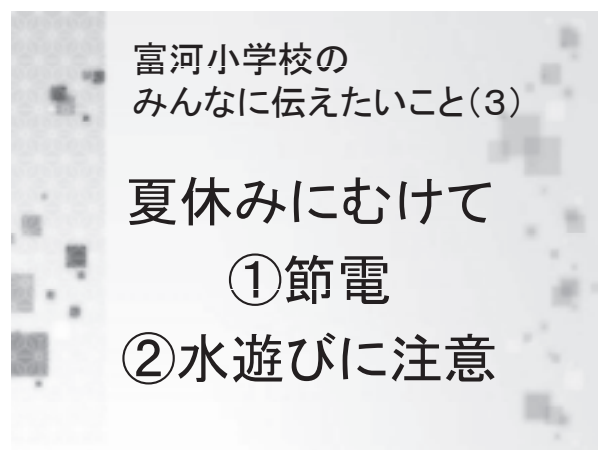 富河小学校の
みんなに伝えたいこと（３）
夏休みにむけて
①節電
②水遊びに注意